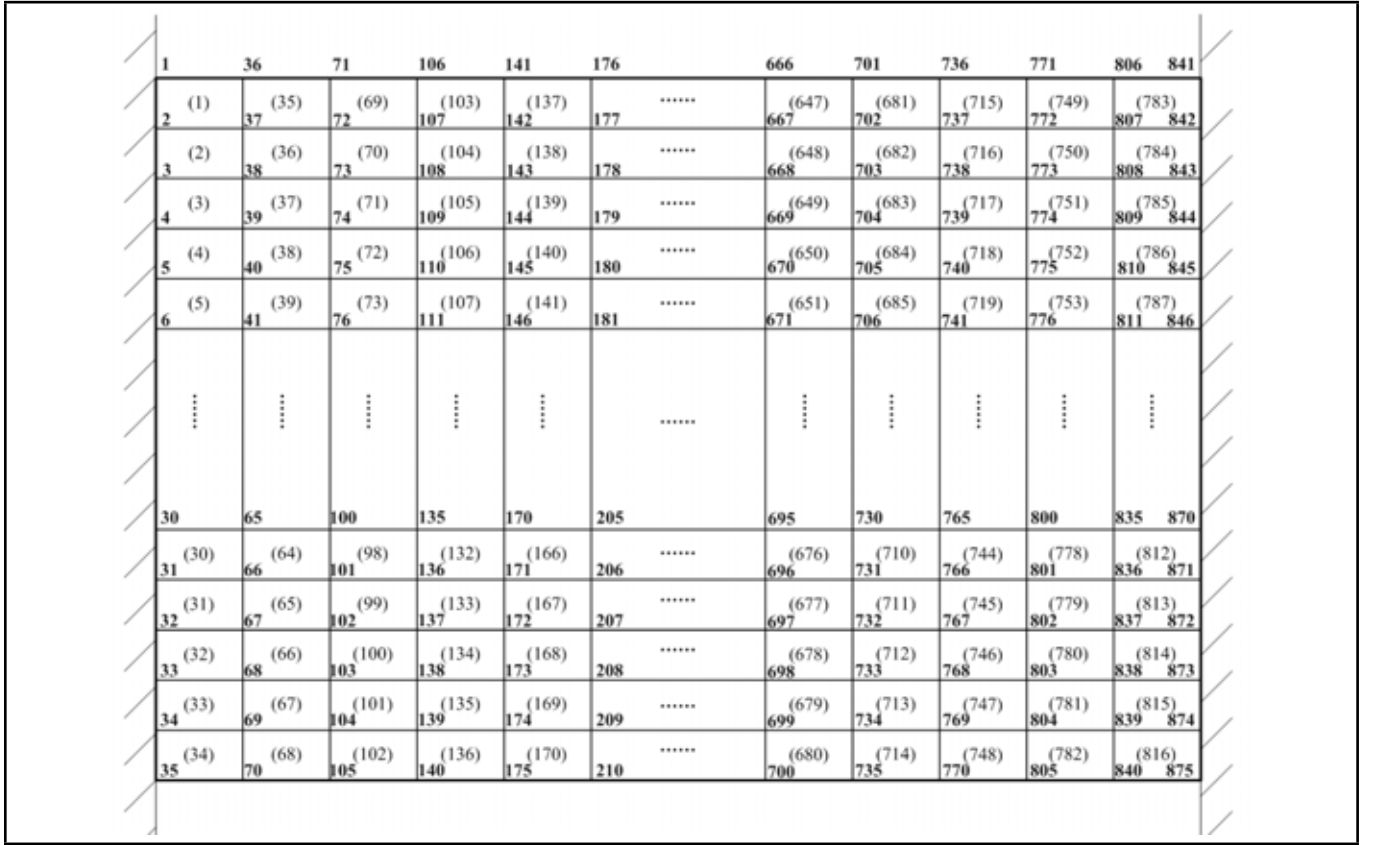 1 36 71 106 141 176 666 701 736 771 806 841
(1) (35) (69) (103) (137) ...... (647) (681) (715) (749) (783)
2 37 72 107 142 177 667 702 737 772 807 842
(2) (36) (70) (104) (138) ...... (648) (682) (716) (750) (784)
3 38 73 108 143 178 668 703 738 773 808 843
(3) (37) (71) (105) (139) ...... (649) (683) (717) (751) (785)
4 39 74 109 144 179 669 704 739 774 809 844
(4) (38) (72) (106) (140) ...... (650) (684) (718) (752) (786)
5 40 75 110 145 180 670 705 740 775 810 845
(5) (39) (73) (107) (141) ...... (651) (685) (719) (753) (787)
6 41 76 111 146 181 671 706 741 776 811 846
...... ...... ...... ...... ...... ...... ...... ...... ...... ...... ......
30 65 100 135 170 205 695 730 765 800 835 870
(30) (64) (98) (132) (166) ...... (676) (710) (744) (778) (812)
31 66 101 136 171 206 696 731 766 801 836 871
(31) (65) (99) (133) (167) ...... (677) (711) (745) (779) (813)
32 67 102 137 172 207 697 732 767 802 837 872
(32) (66) (100) (134) (168) ...... (678) (712) (746) (780) (814)
33 68 103 138 173 208 698 733 768 803 838 873
(33) (67) (101) (135) (169) ...... (679) (713) (747) (781) (815)
34 69 104 139 174 209 699 734 769 804 839 874
(34) (68) (102) (136) (170) ...... (680) (714) (748) (782) (816)
35 70 105 140 175 210 700 735 770 805 840 875